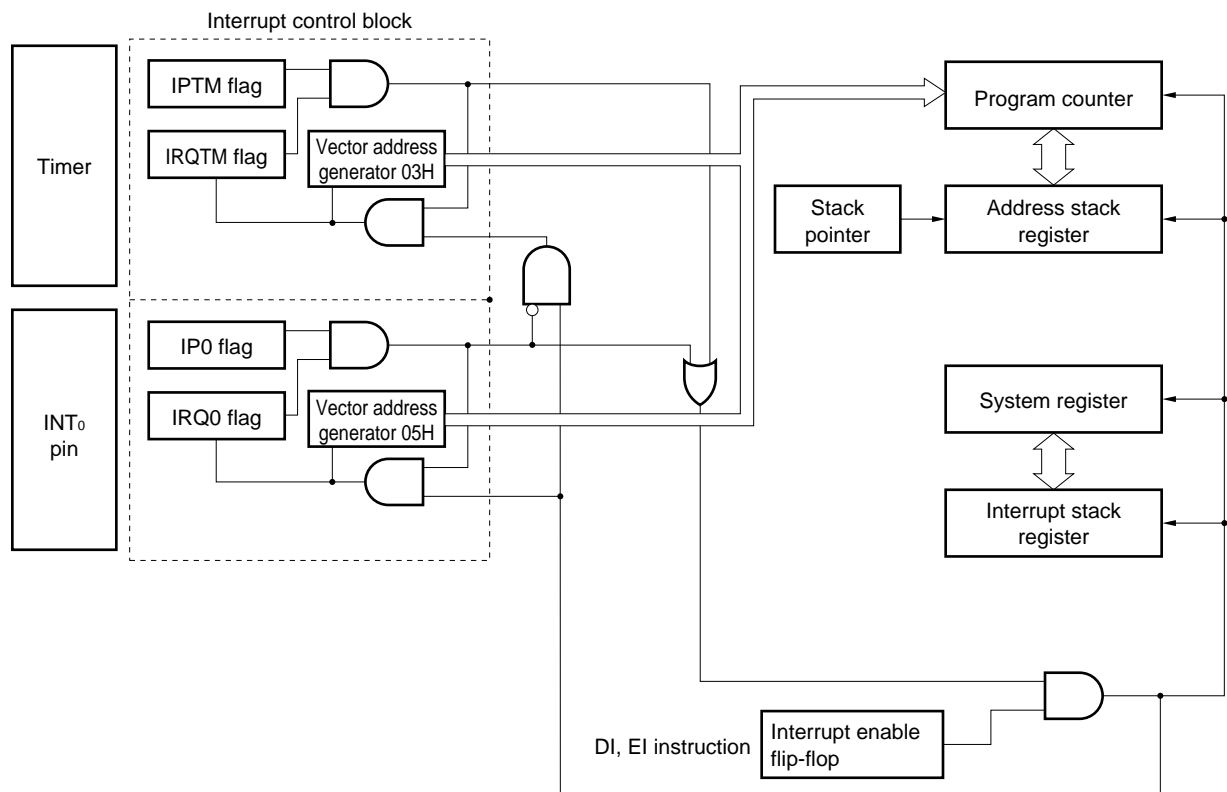 Interrupt control block
Timer
IPTM flag
IRQTM flag
Vector address
generator 03H
Program counter
Stack
pointer
Address stack
register
INT0
pin
IP0 flag
IRQ0 flag
Vector address
generator 05H
System register
Interrupt stack
register
DI, EI instruction
Interrupt enable
flip-flop